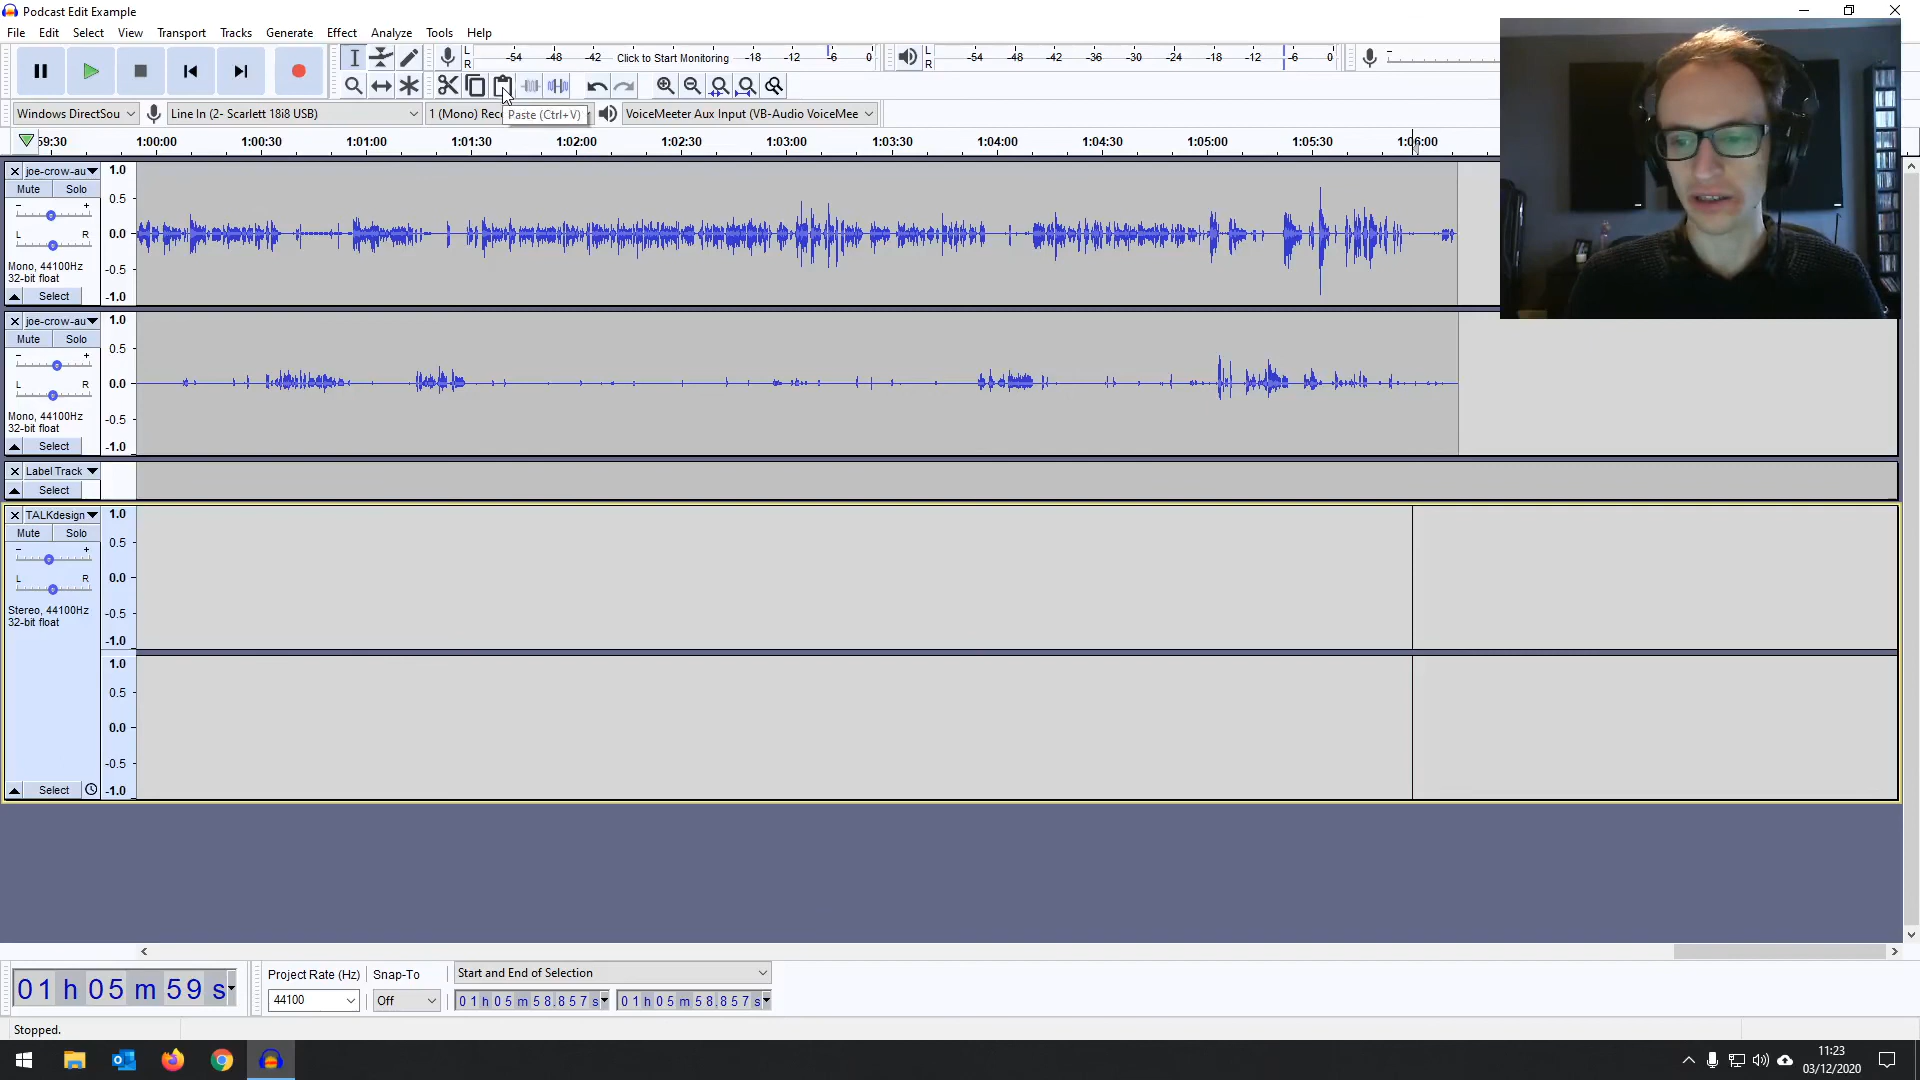 Podcast Edit Example
File Edit Select View Transport Tracks Generate Effect Analyze Tools Help
L
R
-54 -48 -42 Click to Start Monitoring -18 -12 -6 0
L
R
-54 -48 -42 -36 -30 -24 -18 -12 -6 0
Windows DirectSou
Line In (2- Scarlett 18i8 USB)
1 (Mono) Rec
Paste (Ctrl+V)
VoiceMeeter Aux Input (VB-Audio VoiceMee
59:30 1:00:00 1:00:30 1:01:00 1:01:30 1:02:00 1:02:30 1:03:00 1:03:30 1:04:00 1:04:30 1:05:00 1:05:30 1:06:00
joe-crow-au
Mute Solo
- +
L R
Mono, 44100Hz
32-bit float
Select
1.0
0.5
0.0
-0.5
-1.0
joe-crow-au
Mute Solo
- +
L R
Mono, 44100Hz
32-bit float
Select
1.0
0.5
0.0
-0.5
-1.0
Label Track
Select
TALKdesign
Mute Solo
- +
L R
Stereo, 44100Hz
32-bit float
Select
1.0
0.5
0.0
-0.5
-1.0
1.0
0.5
0.0
-0.5
-1.0
01 h 05 m 59 s
Project Rate (Hz)
44100
Snap-To
Off
Start and End of Selection
01 h 05 m 58.857 s
01 h 05 m 58.857 s
Stopped.
11:23
03/12/2020